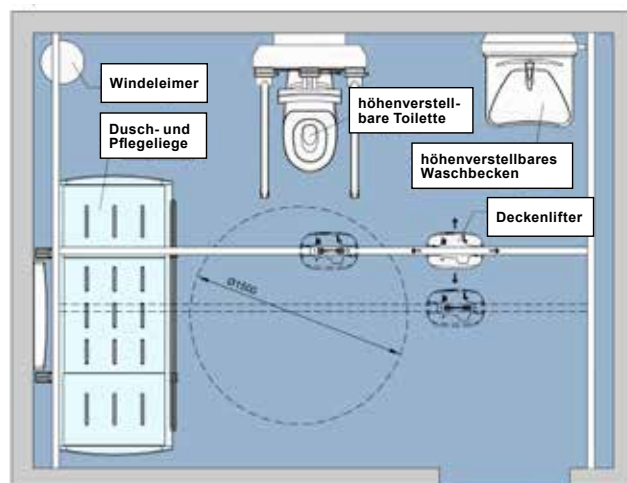 Windeleimer
Dusch- und
Pflegeliege
höhenverstell-
bare Toilette
höhenverstellbares
Waschbecken
Deckenlifter
Ø1500